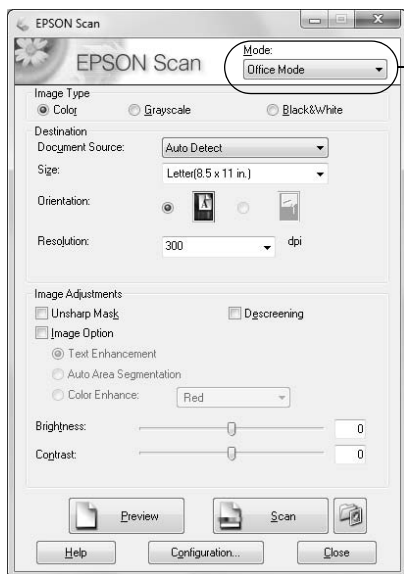 EPSON Scan
EPSON Scan
Mode:
Office Mode
Image Type
Color Grayscale Black&White
Destination
Document Source: Auto Detect
Size: Letter(8.5 x 11 in.)
Orientation:
Resolution: 300 dpi
Image Adjustments
Unsharp Mask Descreening
Image Option
Text Enhancement
Auto Area Segmentation
Color Enhance: Red
Brightness: 0
Contrast: 0
Preview Scan
Help Configuration... Close